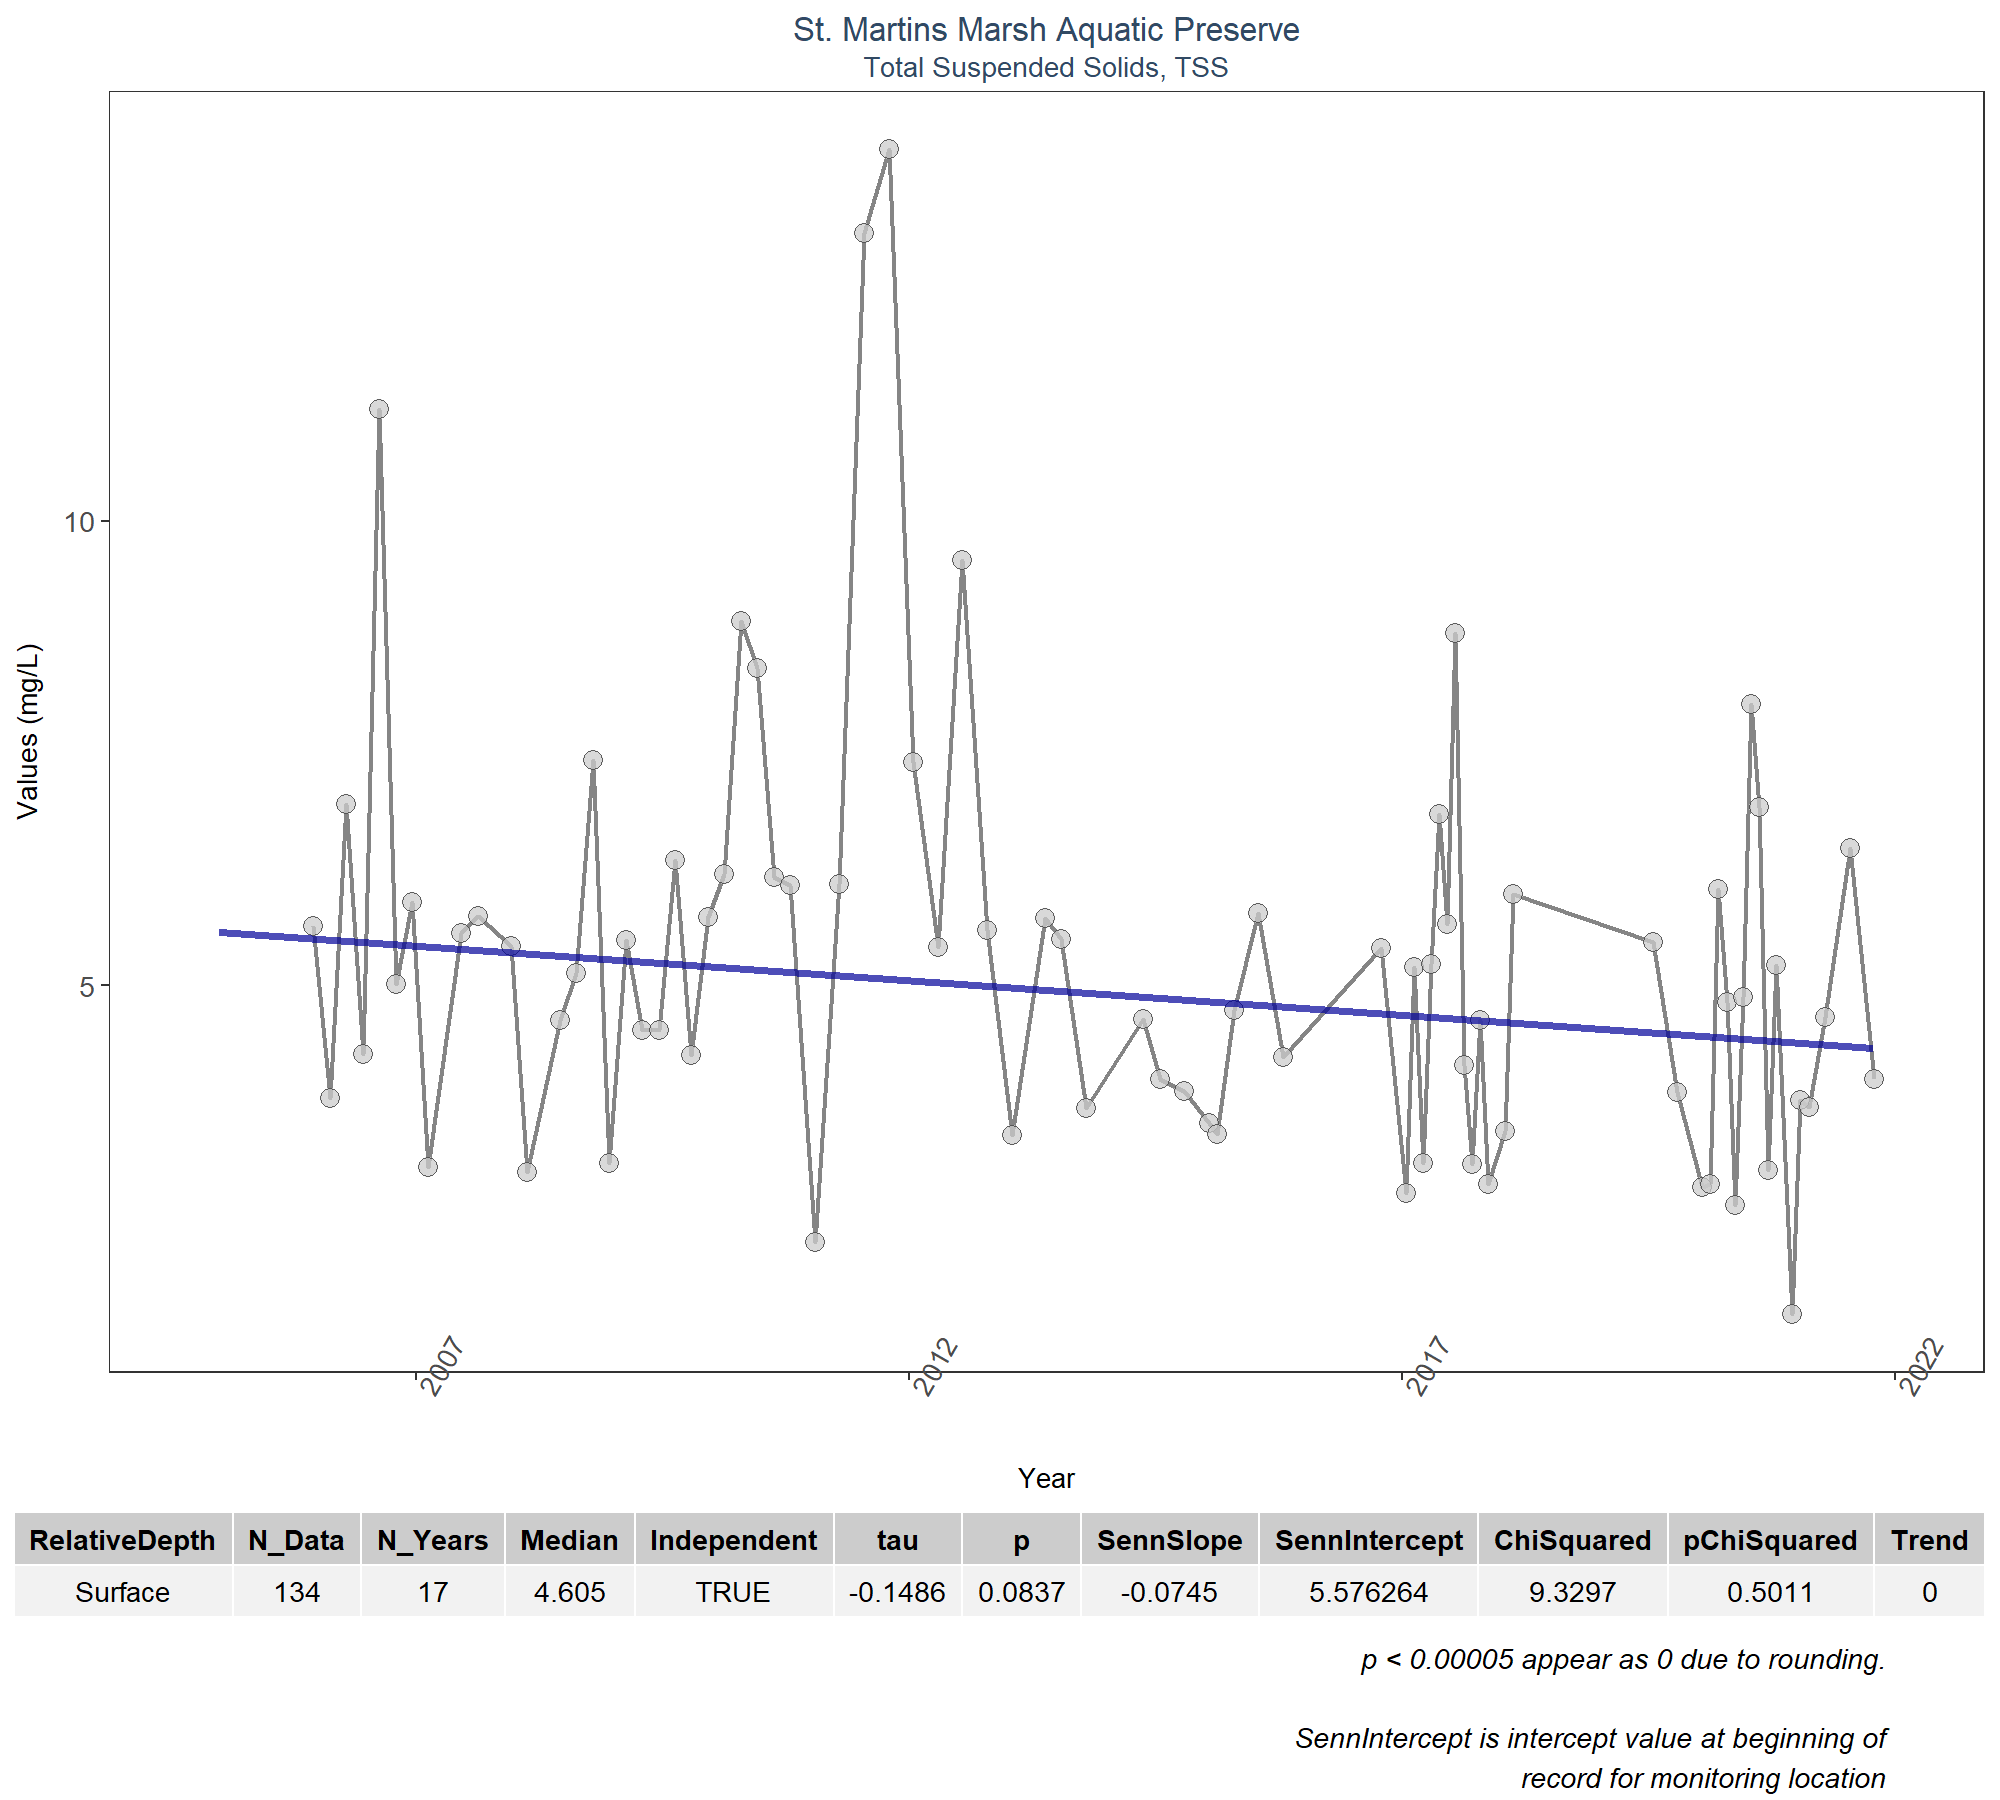 St. Martins Marsh Aquatic Preserve
Total Suspended Solids, TSS
Values (mg/L)
10
5
2007
2012
2017
2022
Year
RelativeDepth N_Data N_Years Median Independent tau p SennSlope SennIntercept ChiSquared pChiSquared Trend
Surface 134 17 4.605 TRUE -0.1486 0.0837 -0.0745 5.576264 9.3297 0.5011 0
p < 0.00005 appear as 0 due to rounding.
SennIntercept is intercept value at beginning of
record for monitoring location